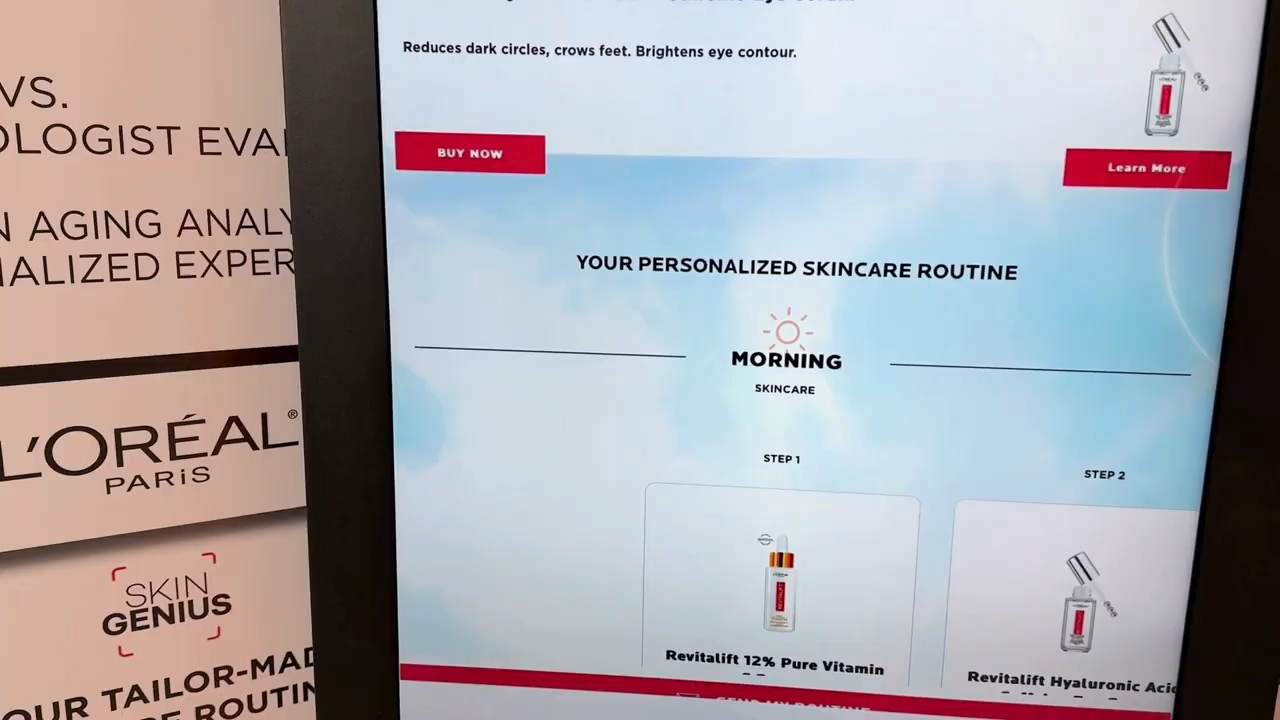 VS.
OLOGIST EVA
N AGING ANALY
IALIZED EXPER
L'ORÉAL®
PARiS
SKIN
GENIUS
OUR TAILOR-MAD
ROUTIN
Reduces dark circles, crows feet. Brightens eye contour.
BUY NOW
Learn More
YOUR PERSONALIZED SKINCARE ROUTINE
MORNING
SKINCARE
STEP 1
STEP 2
REVITALIFT
Revitalift 12% Pure Vitamin
Revitalift Hyaluronic Acid